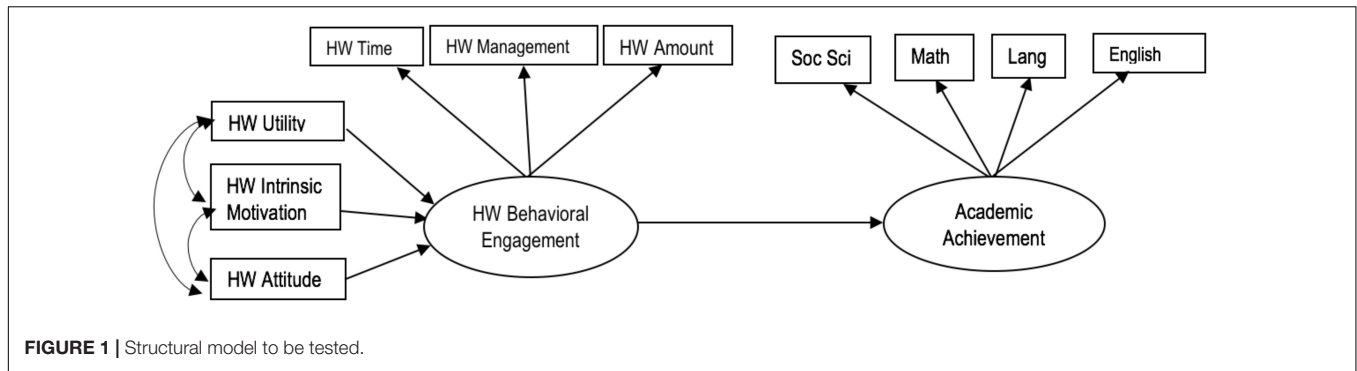 HW Time
HW Management
HW Amount
Soc Sci
Math
Lang
English
HW Utility
HW Intrinsic
Motivation
HW Attitude
HW Behavioral
Engagement
Academic
Achievement
FIGURE 1 | Structural model to be tested.